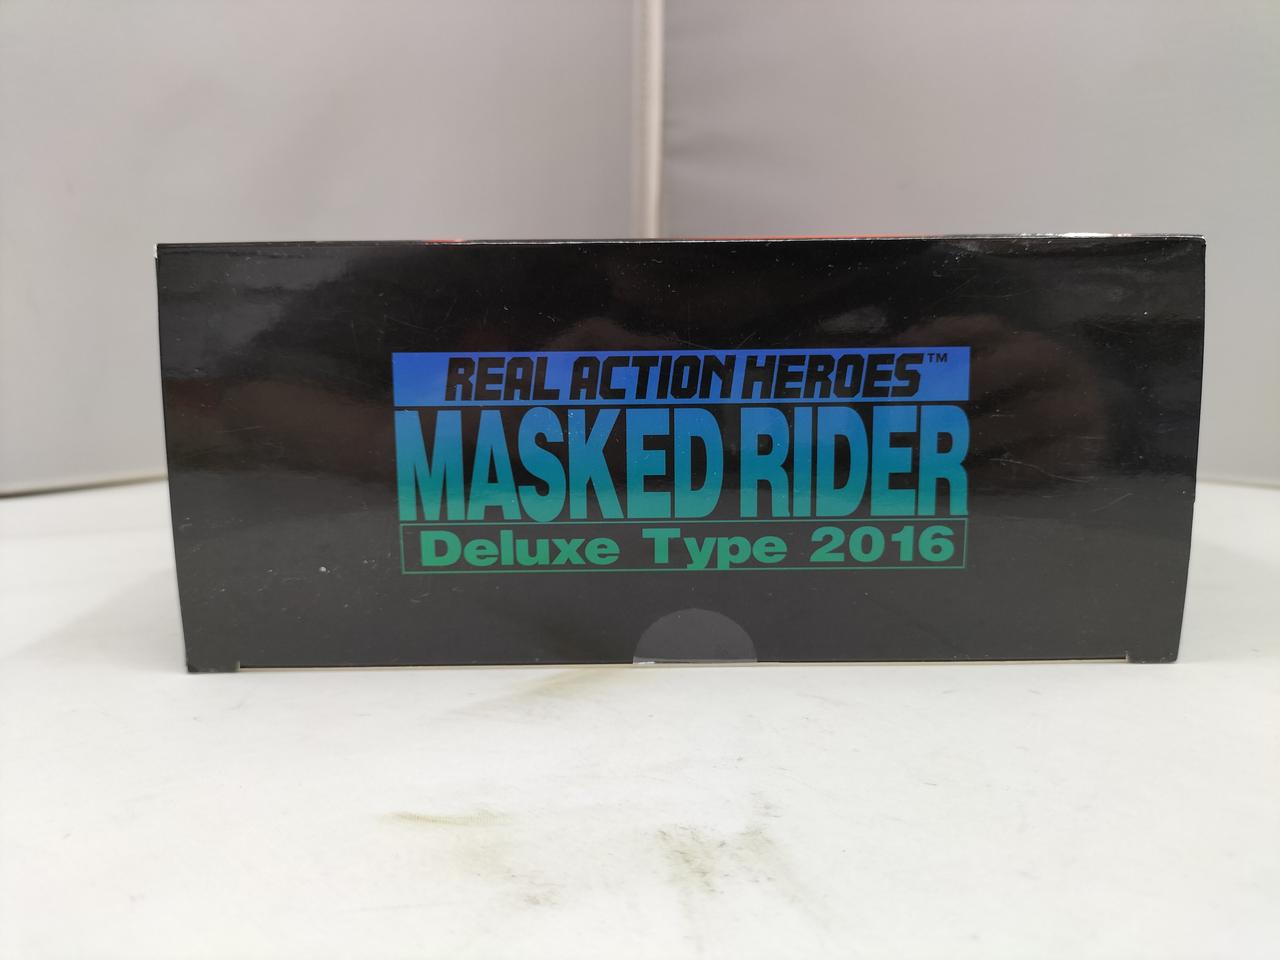 REAL ACTION HEROES™
MASKED RIDER
Deluxe Type 2016